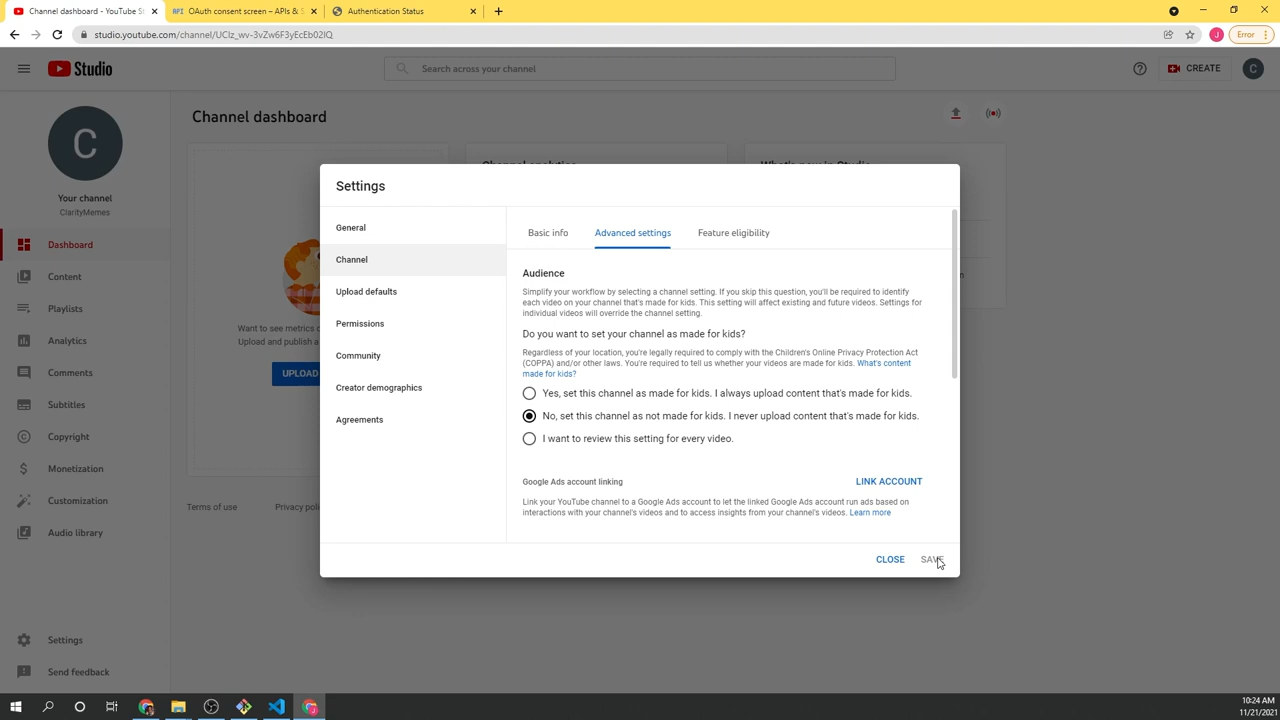 Channel dashboard - YouTube St
API OAuth consent screen – APIs & S
Authentication Status
studio.youtube.com/channel/UCIz_wv-3vZw6F3yEcEb02IQ
J
Error
Studio
Search across your channel
CREATE
C
C
Your channel
ClarityMemes
Dashboard
Content
Playlists
Analytics
Comments
Subtitles
Copyright
Monetization
Customization
Audio library
Settings
Send feedback
Channel dashboard
Want to see metrics
Upload and publish a
UPLOAD
Terms of use
Privacy poli
Settings
General
Channel
Upload defaults
Permissions
Community
Creator demographics
Agreements
Basic info
Advanced settings
Feature eligibility
Audience
Simplify your workflow by selecting a channel setting. If you skip this question, you'll be required to identify
each video on your channel that's made for kids. This setting will affect existing and future videos. Settings for
individual videos will override the channel setting.
Do you want to set your channel as made for kids?
Regardless of your location, you're legally required to comply with the Children's Online Privacy Protection Act
(COPPA) and/or other laws. You're required to tell us whether your videos are made for kids. What's content
made for kids?
Yes, set this channel as made for kids. I always upload content that's made for kids.
No, set this channel as not made for kids. I never upload content that's made for kids.
I want to review this setting for every video.
Google Ads account linking
LINK ACCOUNT
Link your YouTube channel to a Google Ads account to let the linked Google Ads account run ads based on
interactions with your channel's videos and to access insights from your channel's videos. Learn more
CLOSE
SAVE
10:24 AM
11/21/2021